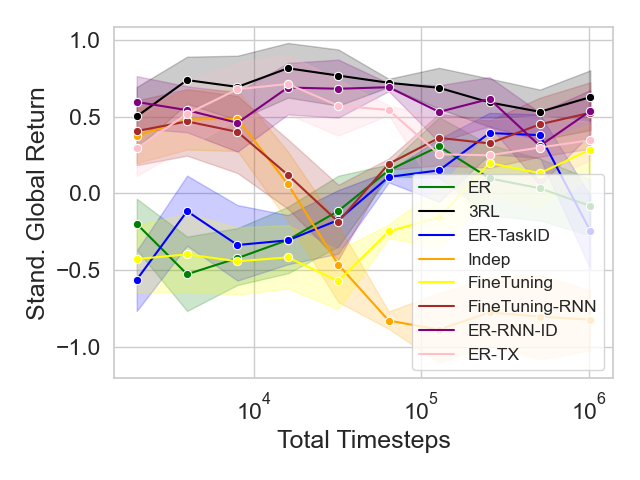 Stand. Global Return
1.0
0.5
0.0
−0.5
−1.0
ER
3RL
ER-TaskID
Indep
FineTuning
FineTuning-RNN
ER-RNN-ID
ER-TX
10^4
10^5
10^6
Total Timesteps